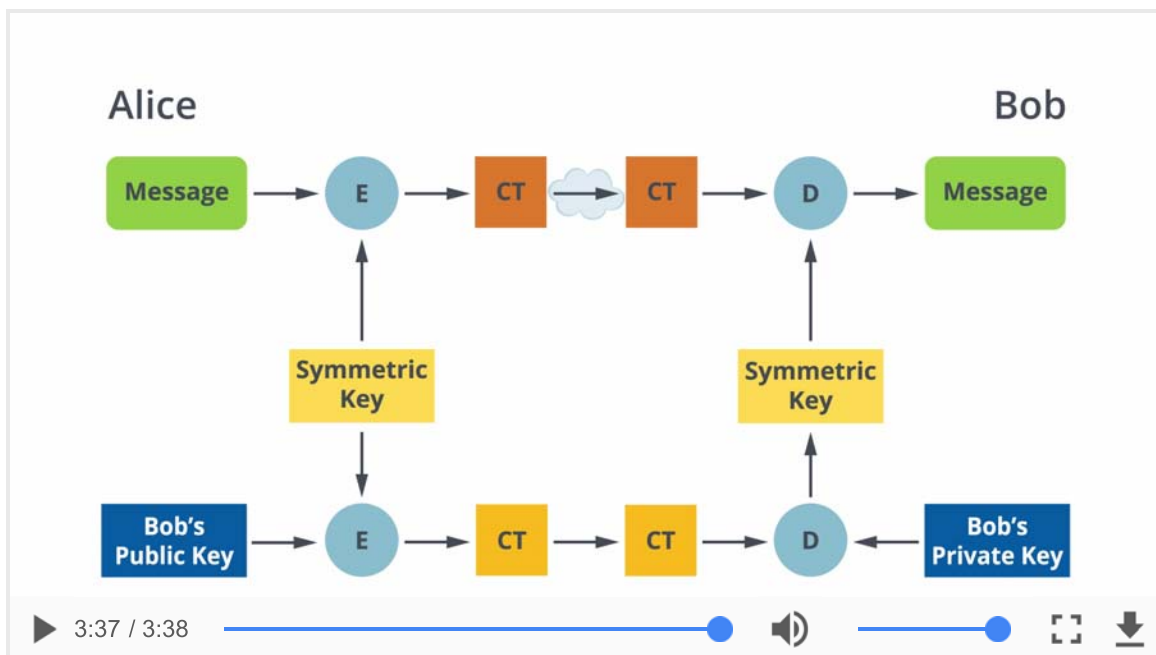 Alice
Bob
Message
E
CT
CT
D
Message
Symmetric
Key
Symmetric
Key
Bob's
Public Key
E
CT
CT
D
Bob's
Private Key
3:37 / 3:38